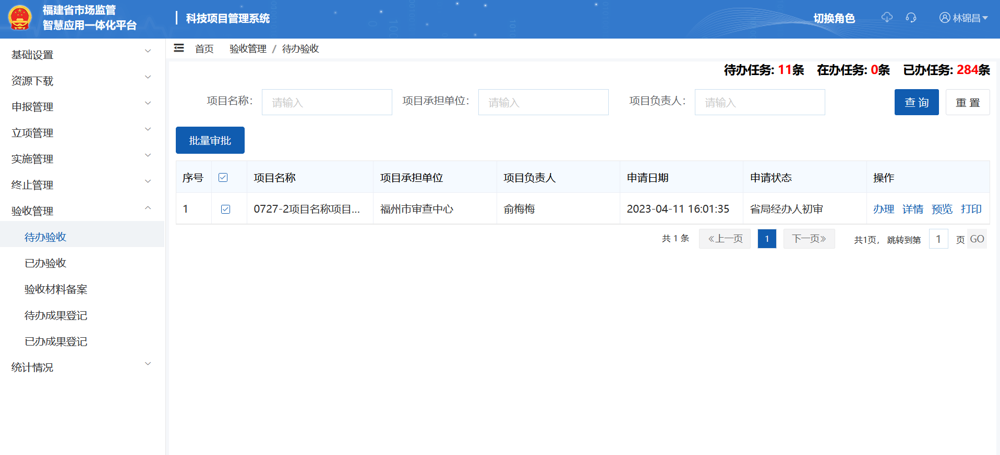 福建省市场监管
智慧应用一体化平台
科技项目管理系统
切换角色
林锦昌
基础设置
资源下载
申报管理
立项管理
实施管理
终止管理
验收管理
待办验收
已办验收
验收材料备案
待办成果登记
已办成果登记
统计情况
首页 验收管理 / 待办验收
待办任务: 11条 在办任务: 0条 已办任务: 284条
项目名称: 请输入 项目承担单位: 请输入 项目负责人: 请输入 查询 重置
批量审批
序号 项目名称 项目承担单位 项目负责人 申请日期 申请状态 操作
1 0727-2项目名称项目... 福州市审查中心 俞梅梅 2023-04-11 16:01:35 省局经办人初审 办理 详情 预览 打印
共 1 条 «上一页 1 下一页» 共1页, 跳转到第 1 页 GO